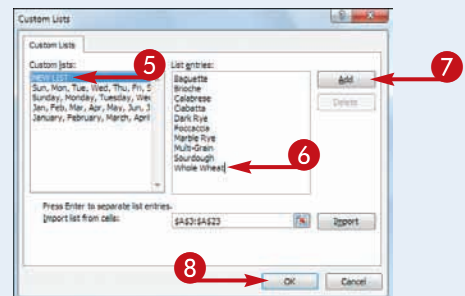 Custom Lists
Custom Lists
Custom lists:
NEW LIST
Sun, Mon, Tue, Wed, Thu, Fri, S
Sunday, Monday, Tuesday, Wed
Jan, Feb, Mar, Apr, May, Jun, J
January, February, March, April
List entries:
Baguette
Brioche
Calabrese
Ciabatta
Dark Rye
Foccaccia
Marble Rye
Multi-Grain
Sourdough
Whole Wheat
Add
Delete
5
6
7
Press Enter to separate list entries.
Import list from cells:
$A$3:$A$23
Import
8
OK
Cancel